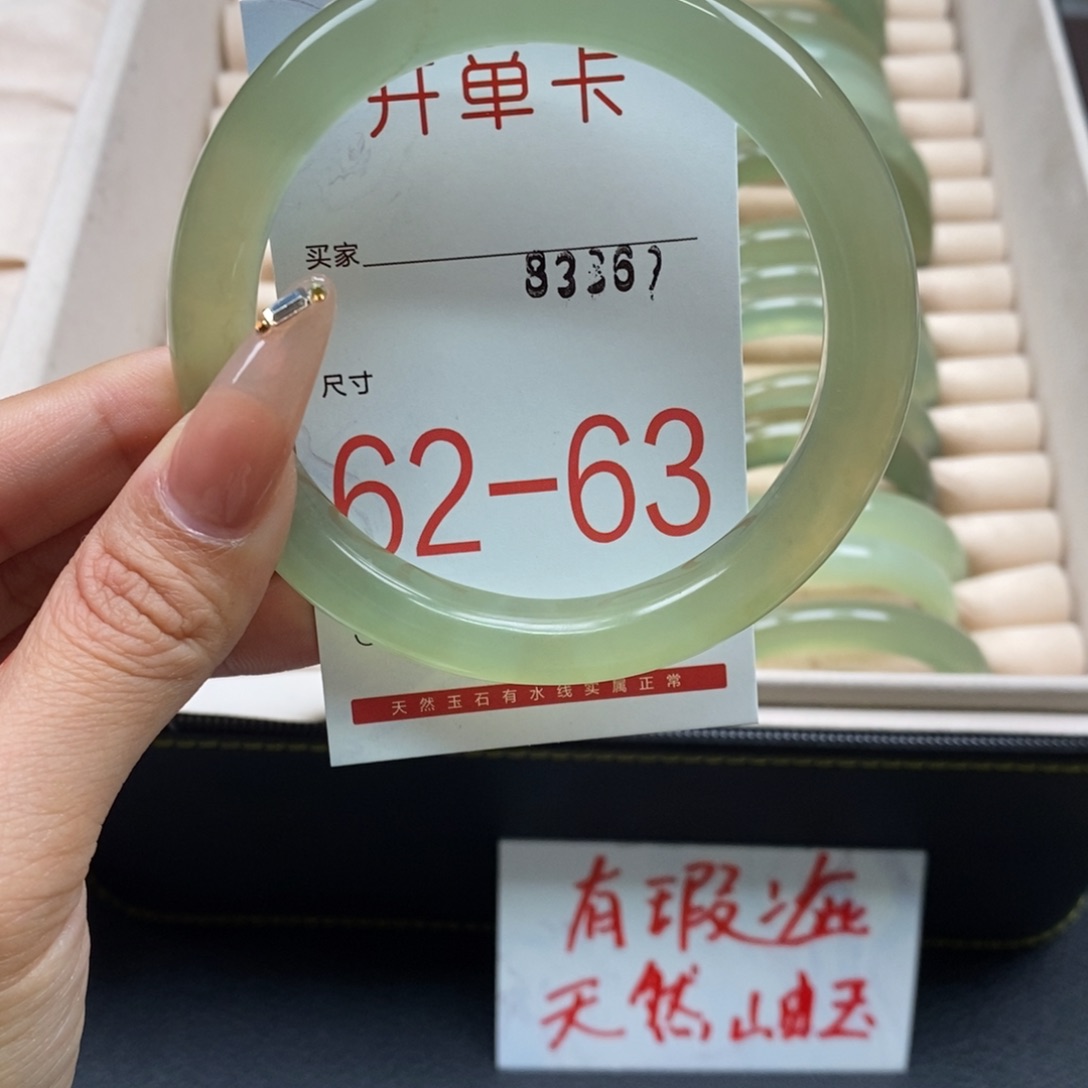 开单卡
买家
83367
尺寸
62-63
天然玉石有水线实属正常
有瑕疵
天然岫玉